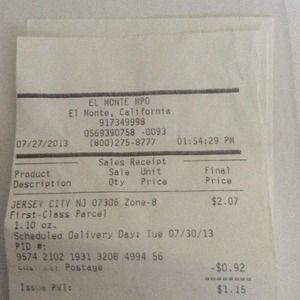 EL MONTE MPO
El Monte, California
917349998
0569390758 -0093
07/27/2013 (800)275-8777 01:54:29 PM
Sales Receipt
Product Sale Unit Final
Description Qty Price Price
JERSEY CITY NJ 07306 Zone-8 $2.07
First-Class Parcel
1.10 oz.
Scheduled Delivery Day: Tue 07/30/13
PID #:
9574 2102 1931 3208 4994 56
Postage -$0.92
Issue PVI: $1.15